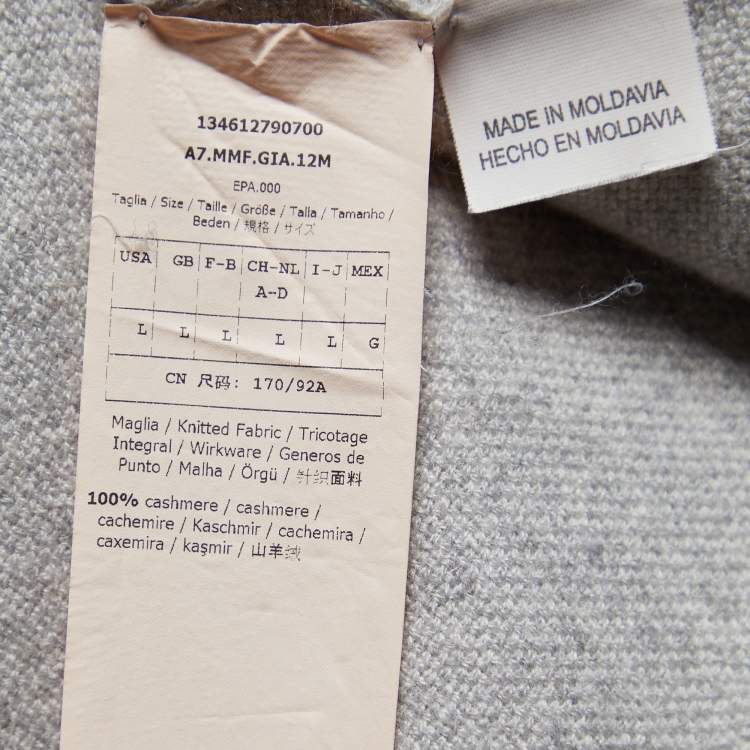 134612790700
A7.MMF.GIA.12M
EPA.000
Taglia / Size / Taille / Größe / Talla / Tamanho /
Beden / 規格 / サイズ
USA GB F-B CH-NL I-J MEX
A-D
L L L L L G
CN 尺码: 170/92A
Maglia / Knitted Fabric / Tricotage
Integral / Wirkware / Generos de
Punto / Malha / Örgü / 针织面料
100% cashmere / cashmere /
cachemire / Kaschmir / cachemira /
caxemira / kaşmir / 山羊绒
MADE IN MOLDAVIA
HECHO EN MOLDAVIA